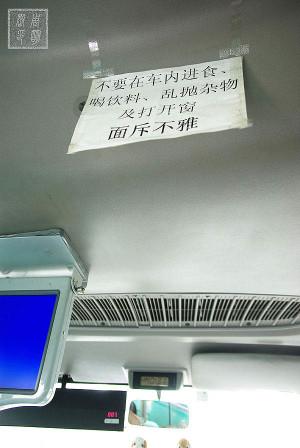 不要在车内进食、
喝饮料、乱抛杂物
及打开窗
面斥不雅